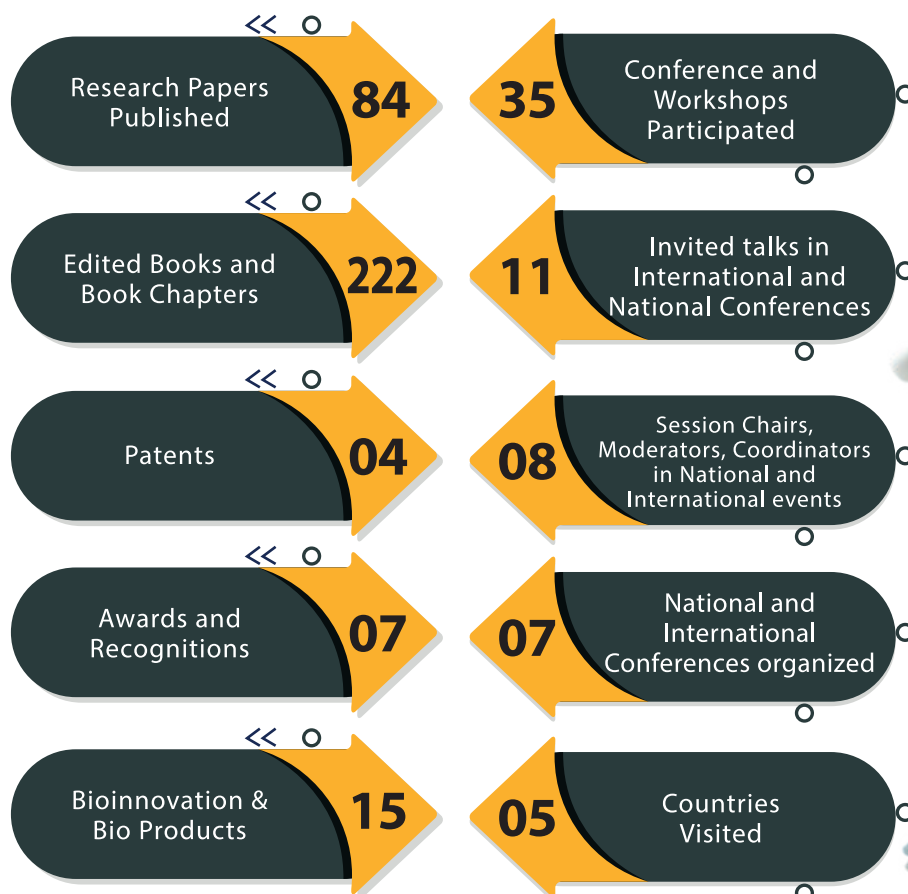 Research Papers
Published
84
35
Conference and
Workshops
Participated
Edited Books and
Book Chapters
222
11
Invited talks in
International and
National Conferences
Patents
04
08
Session Chairs,
Moderators, Coordinators
in National and
International events
Awards and
Recognitions
07
07
National and
International
Conferences organized
Bioinnovation &
Bio Products
15
05
Countries
Visited